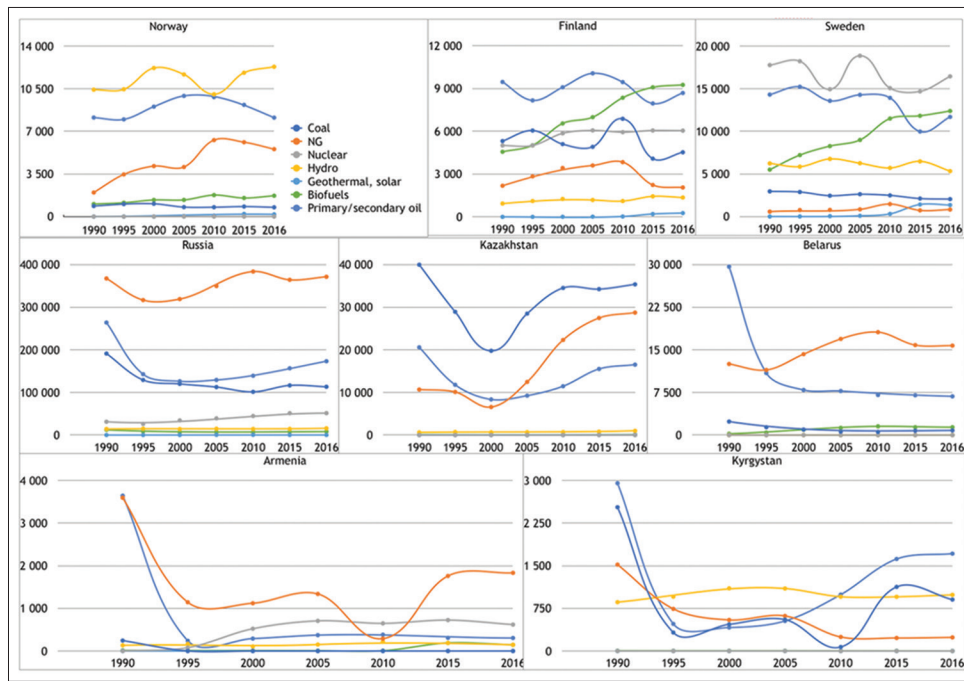 Norway
14 000
10 500
7 000
3 500
0
1990 1995 2000 2005 2010 2015 2016
Coal
NG
Nuclear
Hydro
Geothermal, solar
Biofuels
Primary/secondary oil
Finland
12 000
9 000
6 000
3 000
0
1990 1995 2000 2005 2010 2015 2016
Sweden
20 000
15 000
10 000
5 000
0
1990 1995 2000 2005 2010 2015 2016
Russia
400 000
300 000
200 000
100 000
0
1990 1995 2000 2005 2010 2015 2016
Kazakhstan
40 000
30 000
20 000
10 000
0
1990 1995 2000 2005 2010 2015 2016
Belarus
30 000
22 500
15 000
7 500
0
1990 1995 2000 2005 2010 2015 2016
Armenia
4 000
3 000
2 000
1 000
0
1990 1995 2000 2005 2010 2015 2016
Kyrgystan
3 000
2 250
1 500
750
0
1990 1995 2000 2005 2010 2015 2016